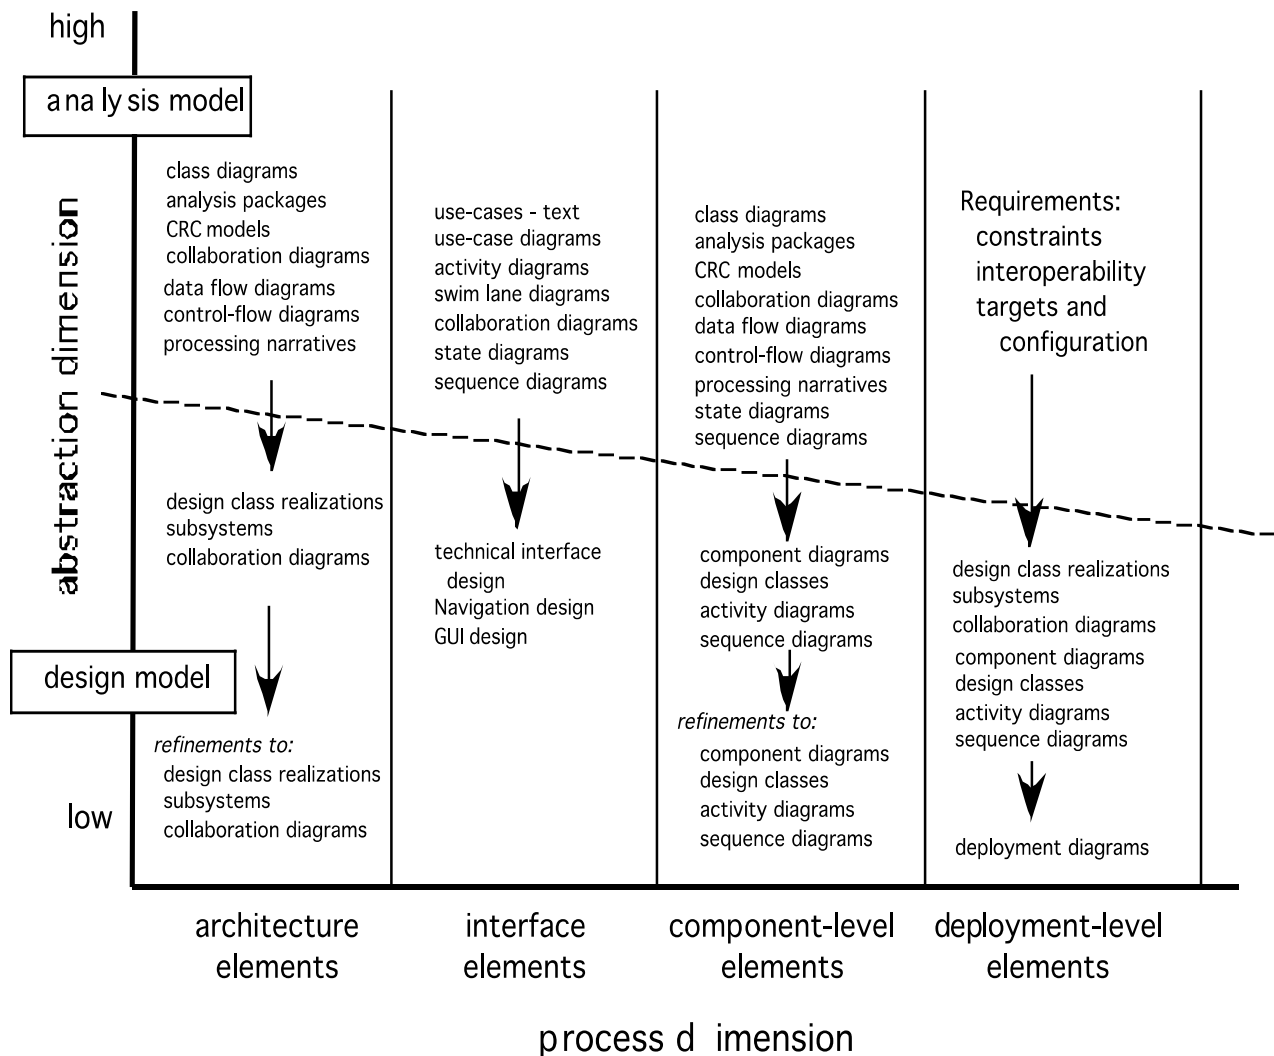 high
analysis model
abstraction dimension
class diagrams
analysis packages
CRC models
collaboration diagrams
data flow diagrams
control-flow diagrams
processing narratives
design class realizations
subsystems
collaboration diagrams
refinements to:
design class realizations
subsystems
collaboration diagrams
use-cases - text
use-case diagrams
activity diagrams
swim lane diagrams
collaboration diagrams
state diagrams
sequence diagrams
technical interface
design
Navigation design
GUI design
class diagrams
analysis packages
CRC models
collaboration diagrams
data flow diagrams
control-flow diagrams
processing narratives
state diagrams
sequence diagrams
component diagrams
design classes
activity diagrams
sequence diagrams
refinements to:
component diagrams
design classes
activity diagrams
sequence diagrams
Requirements:
constraints
interoperability
targets and
configuration
design class realizations
subsystems
collaboration diagrams
component diagrams
design classes
activity diagrams
sequence diagrams
deployment diagrams
design model
low
architecture
elements
interface
elements
component-level
elements
deployment-level
elements
process d imension